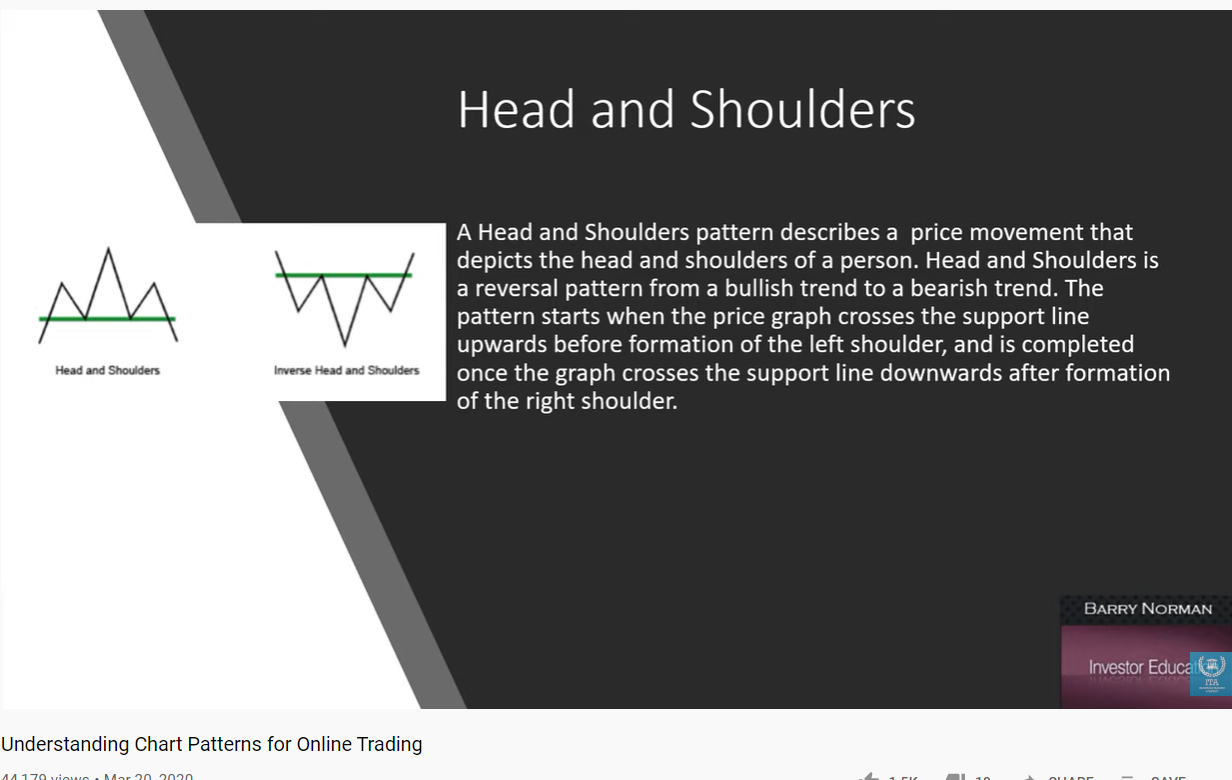 Head and Shoulders
A Head and Shoulders pattern describes a  price movement that
depicts the head and shoulders of a person. Head and Shoulders is
a reversal pattern from a bullish trend to a bearish trend. The
pattern starts when the price graph crosses the support line
upwards before formation of the left shoulder, and is completed
once the graph crosses the support line downwards after formation
of the right shoulder.
Head and Shoulders
Inverse Head and Shoulders
BARRY NORMAN
Investor Educat
ITA
Understanding Chart Patterns for Online Trading
44,179 views • Mar 20, 2020
1.5K
19
SHARE
SAVE